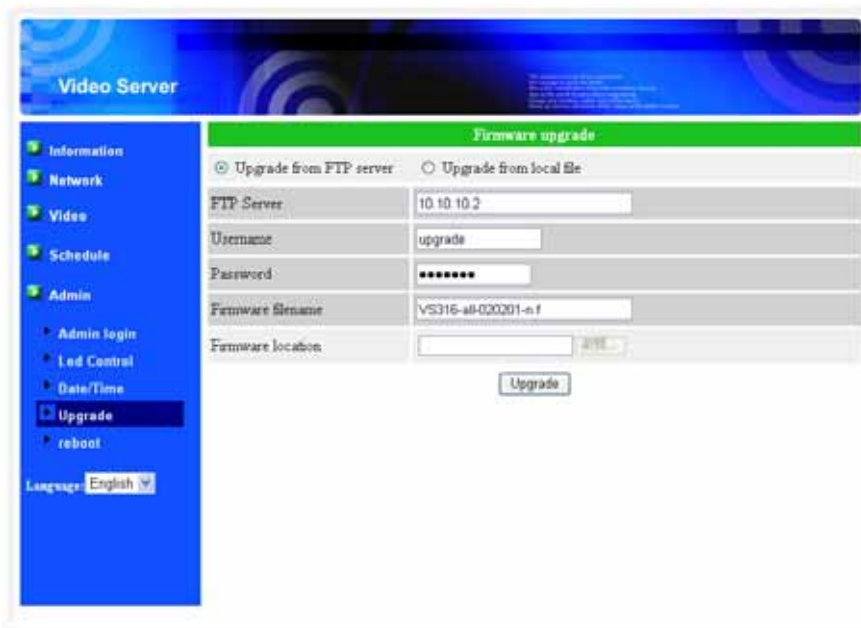 Video Server
Firmware upgrade
Information
Network
Video
Schedule
Admin
Admin login
Led Control
Date/Time
Upgrade
reboot
Language: English
Upgrade from FTP server Upgrade from local file
FTP Server 10.10.10.2
Username upgrade
Password •••••••
Firmware filename VS316-all-020201-n.f
Firmware location
Upgrade